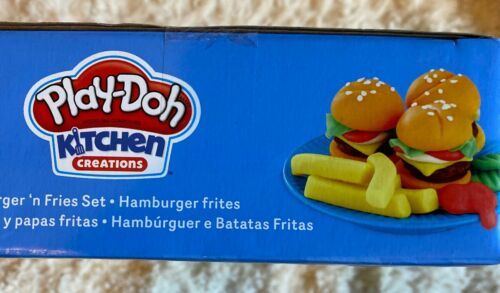 Play-Doh
KITCHEN
CREATIONS
rger 'n Fries Set • Hamburger frites
y papas fritas • Hambúrguer e Batatas Fritas